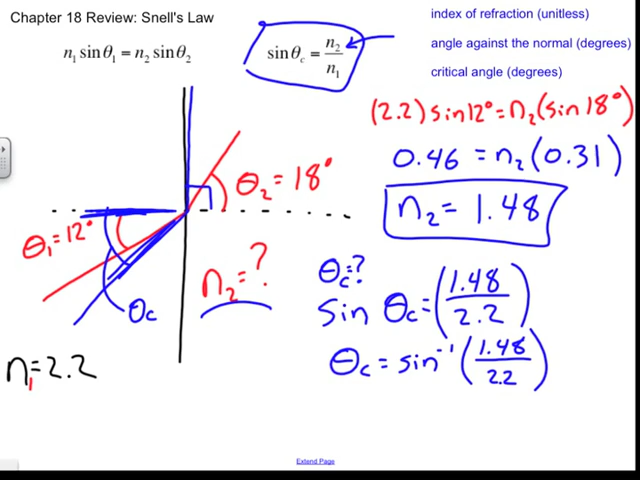 Chapter 18 Review: Snell's Law
n₁ sin θ₁ = n₂ sin θ₂
sin θc = n₂/n₁
index of refraction (unitless)
angle against the normal (degrees)
critical angle (degrees)
(2.2) sin 12° = n₂ (sin 18°)
0.46 = n₂ (0.31)
n₂ = 1.48
θ₂ = 18°
θ₁ = 12°
n₂ = ?
θc
n₁ = 2.2
θc = ?
sin θc = (1.48/2.2)
θc = sin⁻¹ (1.48/2.2)
Extend Page